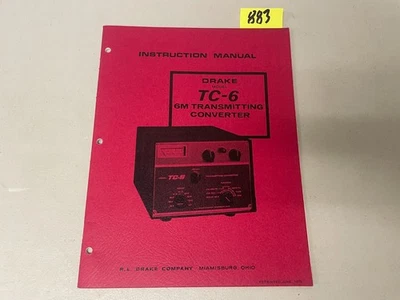 883
INSTRUCTION MANUAL
DRAKE
TC-6
6M TRANSMITTING
CONVERTER
TC-6
R.L. DRAKE COMPANY MIAMISBURG, OHIO